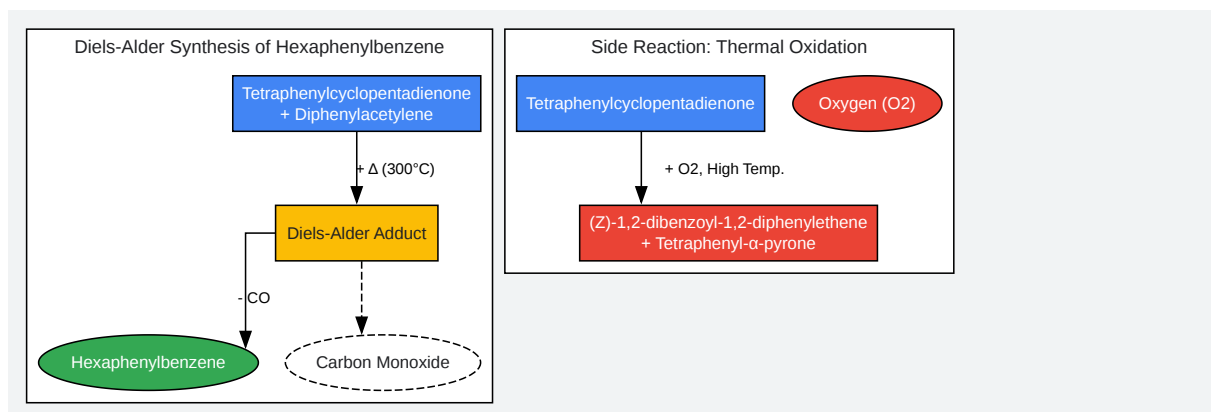 Diels-Alder Synthesis of Hexaphenylbenzene
Tetraphenylcyclopentadienone
+ Diphenylacetylene
+ Δ (300°C)
Diels-Alder Adduct
- CO
Hexaphenylbenzene
Carbon Monoxide
Side Reaction: Thermal Oxidation
Tetraphenylcyclopentadienone
Oxygen (O2)
+ O2, High Temp.
(Z)-1,2-dibenzoyl-1,2-diphenylethene
+ Tetraphenyl-α-pyrone